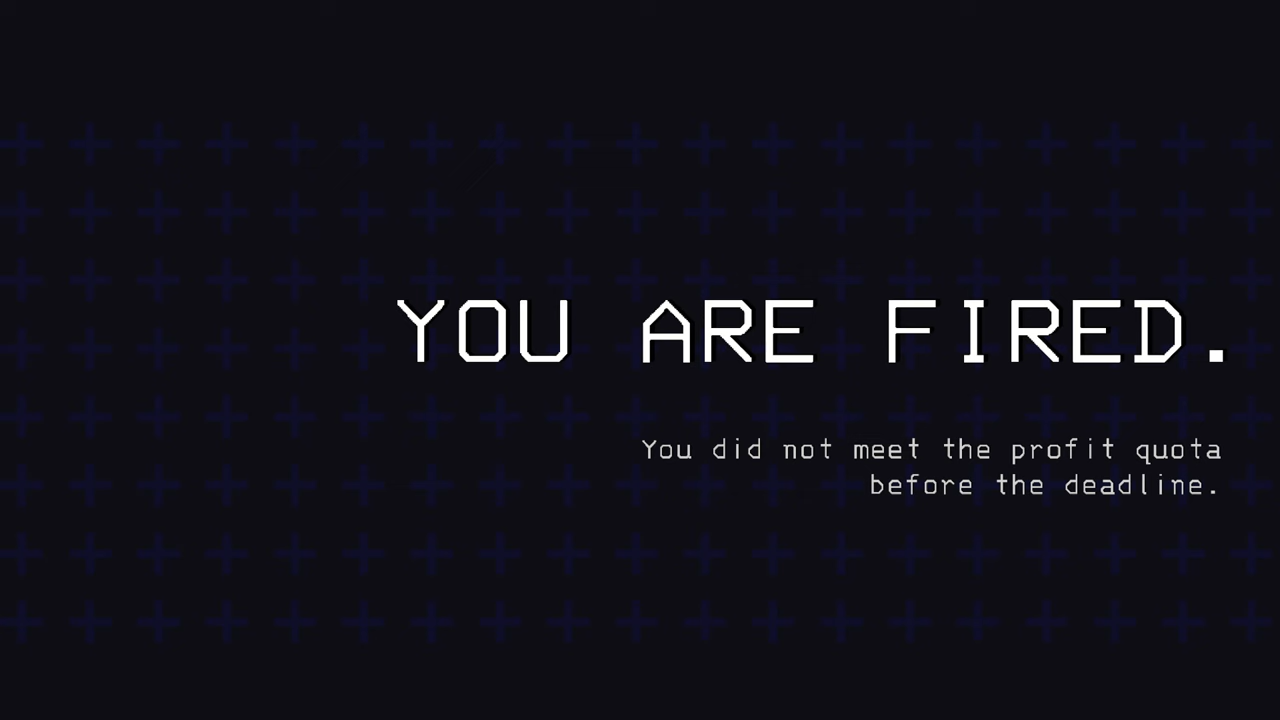 YOU ARE FIRED.
You did not meet the profit quota
before the deadline.